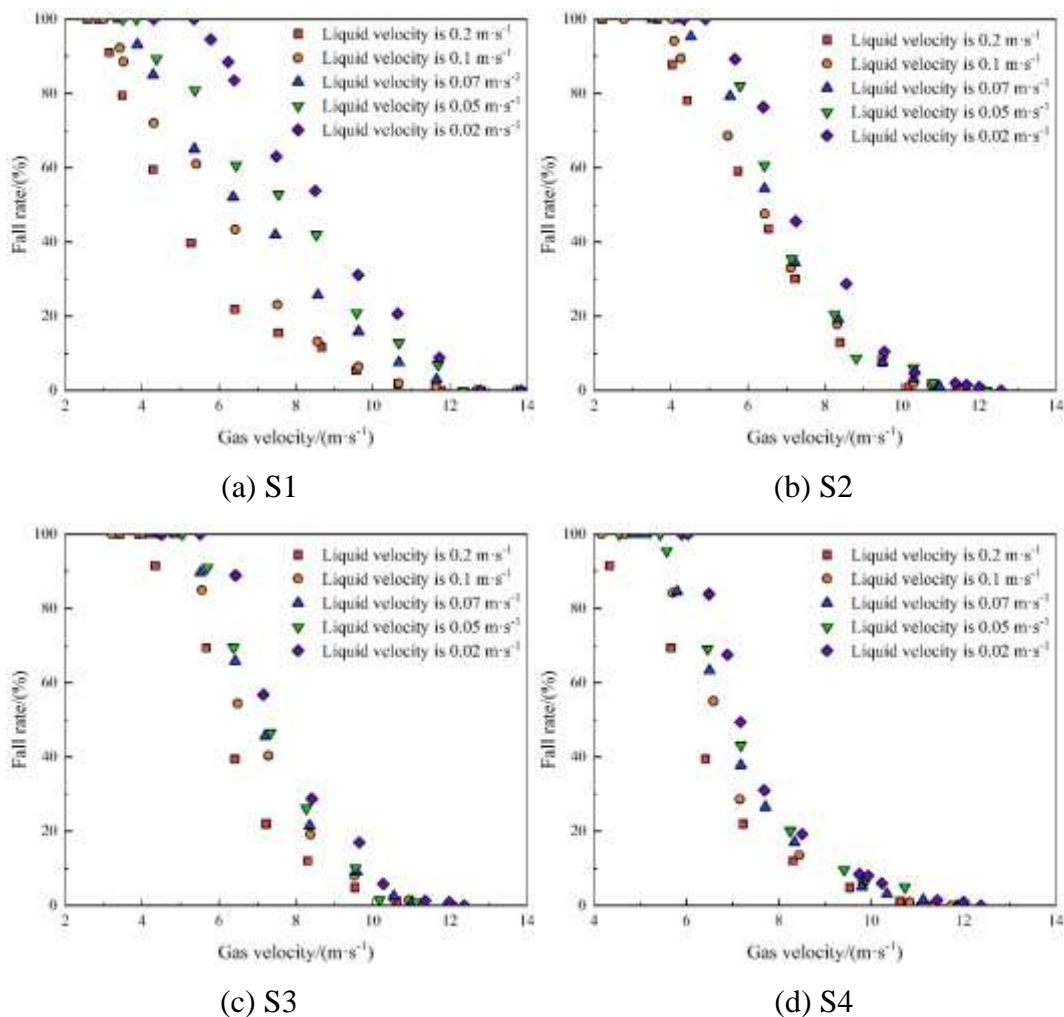 100
80
60
40
20
0
Fall rate/(%)
Liquid velocity is 0.2 m·s⁻¹
Liquid velocity is 0.1 m·s⁻¹
Liquid velocity is 0.07 m·s⁻¹
Liquid velocity is 0.05 m·s⁻¹
Liquid velocity is 0.02 m·s⁻¹
2 4 6 8 10 12 14
Gas velocity/(m·s⁻¹)
(a) S1
100
80
60
40
20
0
Fall rate/(%)
Liquid velocity is 0.2 m·s⁻¹
Liquid velocity is 0.1 m·s⁻¹
Liquid velocity is 0.07 m·s⁻¹
Liquid velocity is 0.05 m·s⁻¹
Liquid velocity is 0.02 m·s⁻¹
2 4 6 8 10 12 14
Gas velocity/(m·s⁻¹)
(b) S2
100
80
60
40
20
0
Fall rate/(%)
Liquid velocity is 0.2 m·s⁻¹
Liquid velocity is 0.1 m·s⁻¹
Liquid velocity is 0.07 m·s⁻¹
Liquid velocity is 0.05 m·s⁻¹
Liquid velocity is 0.02 m·s⁻¹
2 4 6 8 10 12 14
Gas velocity/(m·s⁻¹)
(c) S3
100
80
60
40
20
0
Fall rate/(%)
Liquid velocity is 0.2 m·s⁻¹
Liquid velocity is 0.1 m·s⁻¹
Liquid velocity is 0.07 m·s⁻¹
Liquid velocity is 0.05 m·s⁻¹
Liquid velocity is 0.02 m·s⁻¹
4 6 8 10 12 14
Gas velocity/(m·s⁻¹)
(d) S4